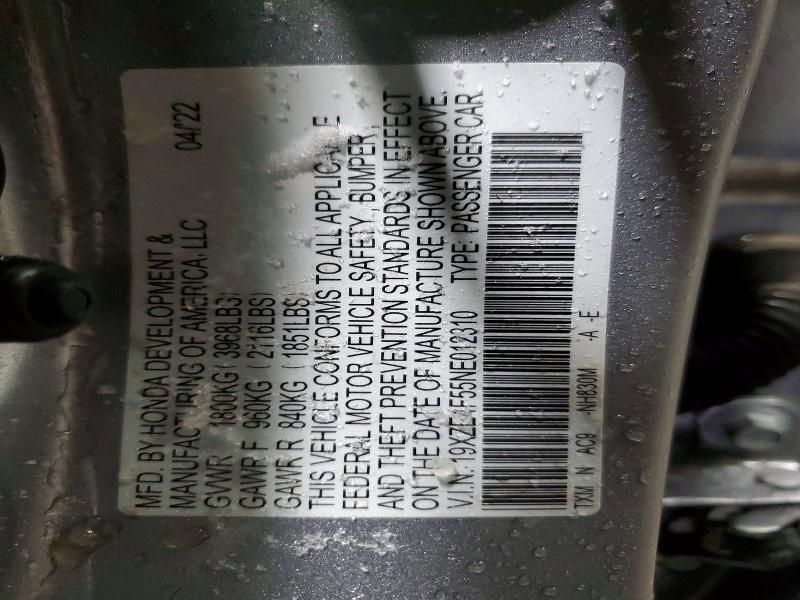 MFD. BY HONDA DEVELOPMENT & 04/22
MANUFACTURING OF AMERICA, LLC
GVWR 1800KG ( 3968LBS)
GAWR F 960KG ( 2116LBS)
GAWR R 840KG ( 1851LBS)
THIS VEHICLE CONFORMS TO ALL APPLICABLE
FEDERAL MOTOR VEHICLE SAFETY, BUMPER,
AND THEFT PREVENTION STANDARDS IN EFFECT
ON THE DATE OF MANUFACTURE SHOWN ABOVE.
V.I.N.: TYPE: PASSENGER CAR
N AC9 -NH830M -A -E